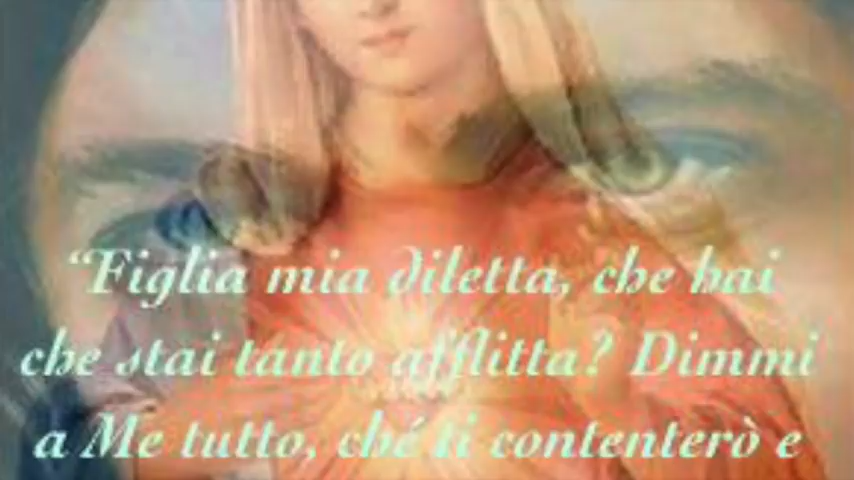 “Figlia mia diletta, che hai
che stai tanto afflitta? Dimmi
a Me tutto, ché ti contenterò e